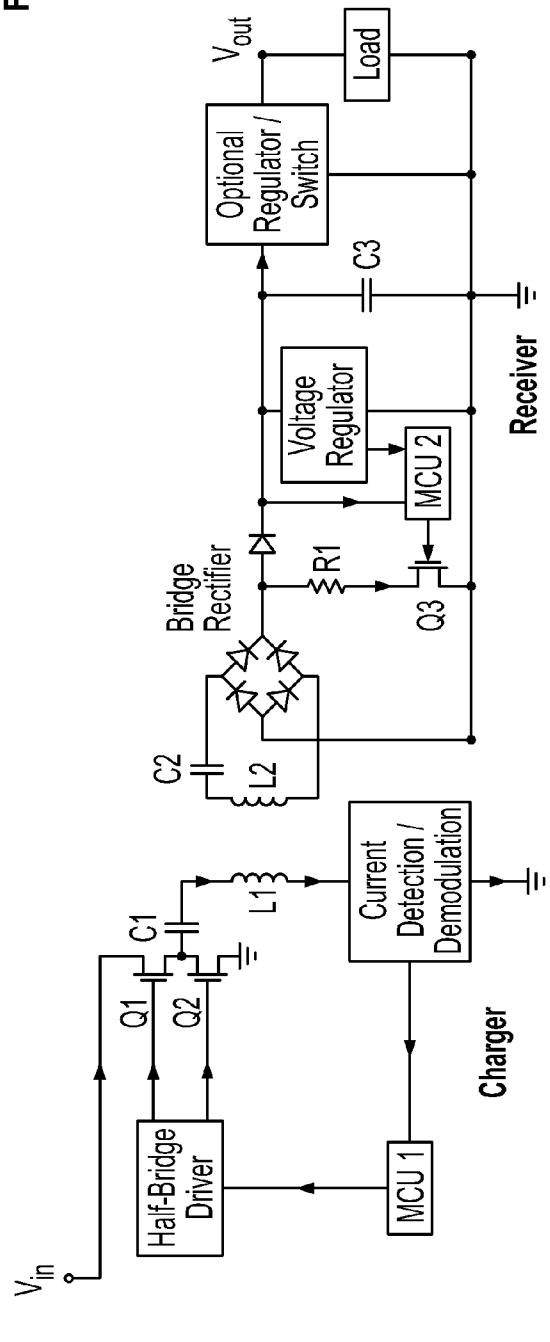 F
Vin
Half-Bridge
Driver
MCU 1
Q1
Q2
C1
L1
Current
Detection /
Demodulation
Charger
C2
L2
Bridge
Rectifier
R1
Q3
MCU 2
Voltage
Regulator
C3
Optional
Regulator /
Switch
Vout
Load
Receiver